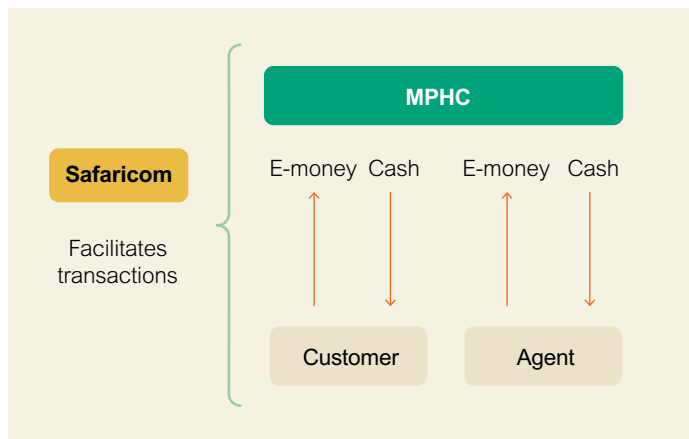 MPHC
E-money Cash E-money Cash
Safaricom
Facilitates
transactions
Customer Agent